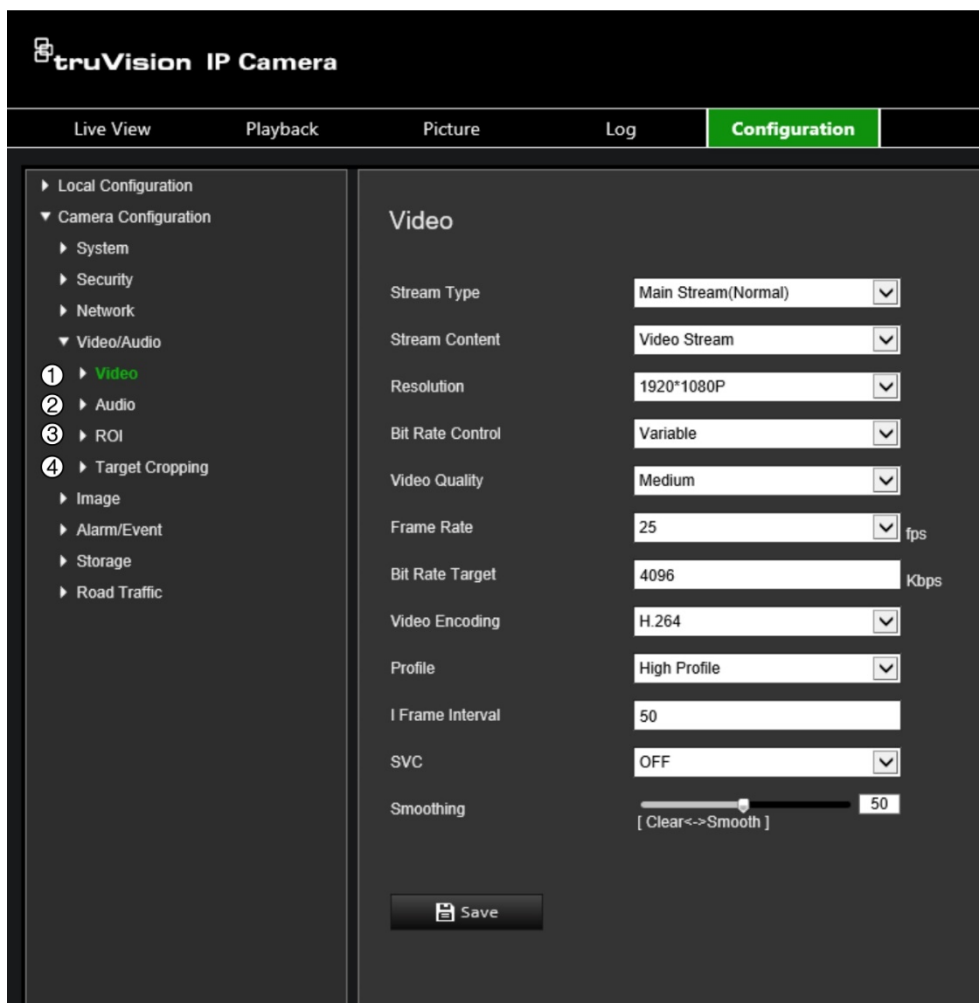 truVision IP Camera
Live View Playback Picture Log Configuration
Local Configuration
Camera Configuration
System
Security
Network
Video/Audio
① Video
② Audio
③ ROI
④ Target Cropping
Image
Alarm/Event
Storage
Road Traffic
Video
Stream Type Main Stream(Normal)
Stream Content Video Stream
Resolution 1920*1080P
Bit Rate Control Variable
Video Quality Medium
Frame Rate 25 fps
Bit Rate Target 4096 Kbps
Video Encoding H.264
Profile High Profile
I Frame Interval 50
SVC OFF
Smoothing 50
[ Clear<->Smooth ]
Save